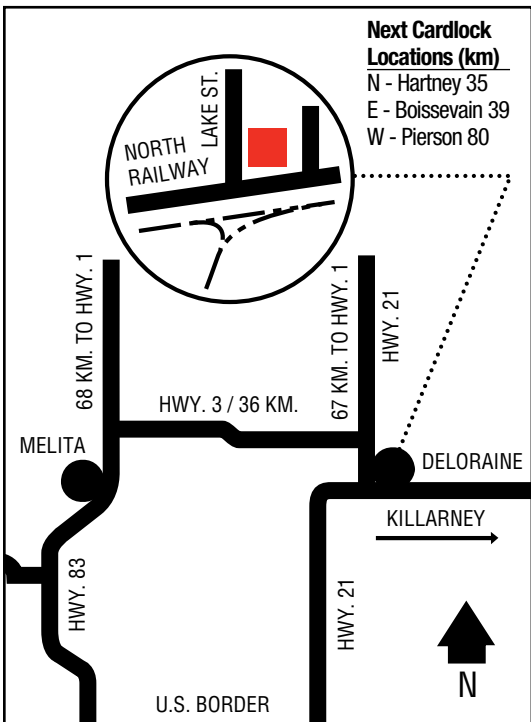 Next Cardlock
Locations (km)
N - Hartney 35
E - Boissevain 39
W - Pierson 80
LAKE ST.
NORTH
RAILWAY
68 KM. TO HWY. 1
67 KM. TO HWY. 1
HWY. 21
HWY. 3 / 36 KM.
MELITA
DELORAINE
KILLARNEY
HWY. 83
HWY. 21
N
U.S. BORDER